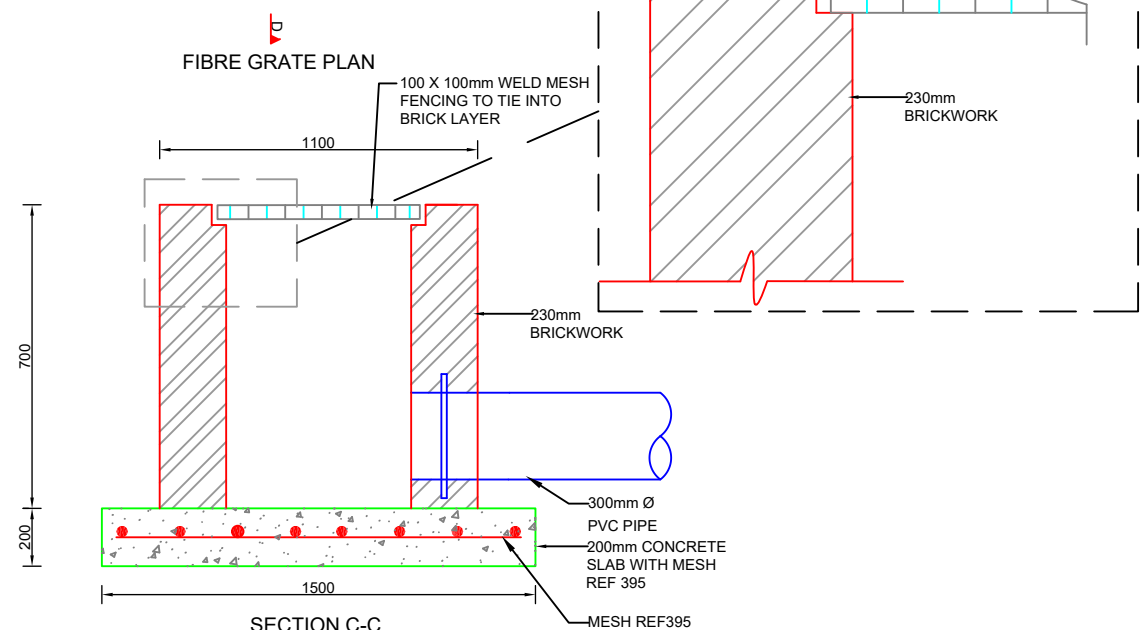 D
FIBRE GRATE PLAN
100 X 100mm WELD MESH
FENCING TO TIE INTO
BRICK LAYER
230mm
BRICKWORK
1100
700
230mm
BRICKWORK
300mm Ø
PVC PIPE
200mm CONCRETE
SLAB WITH MESH
REF 395
200
1500
MESH REF395
SECTION C-C